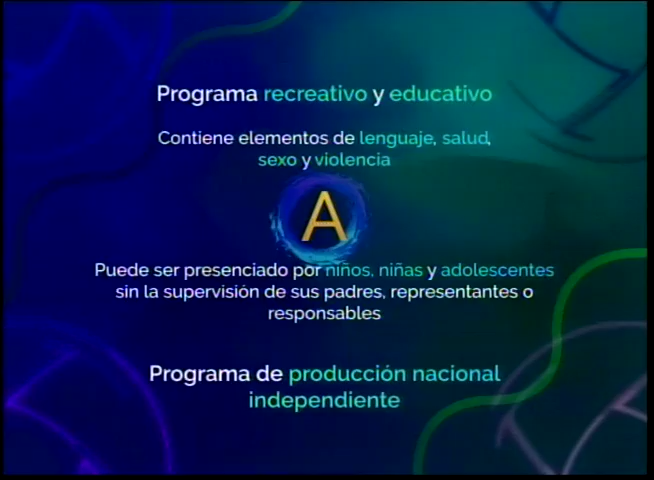 Programa recreativo y educativo
Contiene elementos de lenguaje, salud,
sexo y violencia
A
Puede ser presenciado por niños, niñas y adolescentes
sin la supervisión de sus padres, representantes o
responsables
Programa de producción nacional
independiente